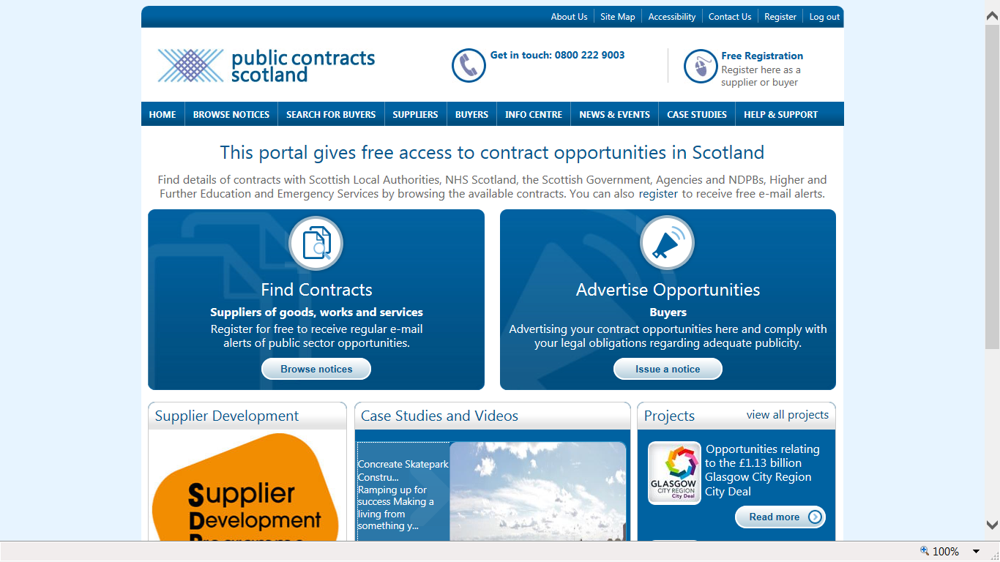 About Us
Site Map
Accessibility
Contact Us
Register
Log out
public contracts
scotland
Get in touch: 0800 222 9003
Free Registration
Register here as a
supplier or buyer
HOME
BROWSE NOTICES
SEARCH FOR BUYERS
SUPPLIERS
BUYERS
INFO CENTRE
NEWS & EVENTS
CASE STUDIES
HELP & SUPPORT
This portal gives free access to contract opportunities in Scotland
Find details of contracts with Scottish Local Authorities, NHS Scotland, the Scottish Government, Agencies and NDPBs, Higher and
Further Education and Emergency Services by browsing the available contracts. You can also register to receive free e-mail alerts.
Find Contracts
Suppliers of goods, works and services
Register for free to receive regular e-mail
alerts of public sector opportunities.
Browse notices
Advertise Opportunities
Buyers
Advertising your contract opportunities here and comply with
your legal obligations regarding adequate publicity.
Issue a notice
Supplier Development
Supplier
Development
Case Studies and Videos
Concreate Skatepark
Constru...
Ramping up for
success Making a
living from
something y...
Projects
view all projects
GLASGOW
CITY REGION
City Deal
Opportunities relating
to the £1.13 billion
Glasgow City Region
City Deal
Read more
100%